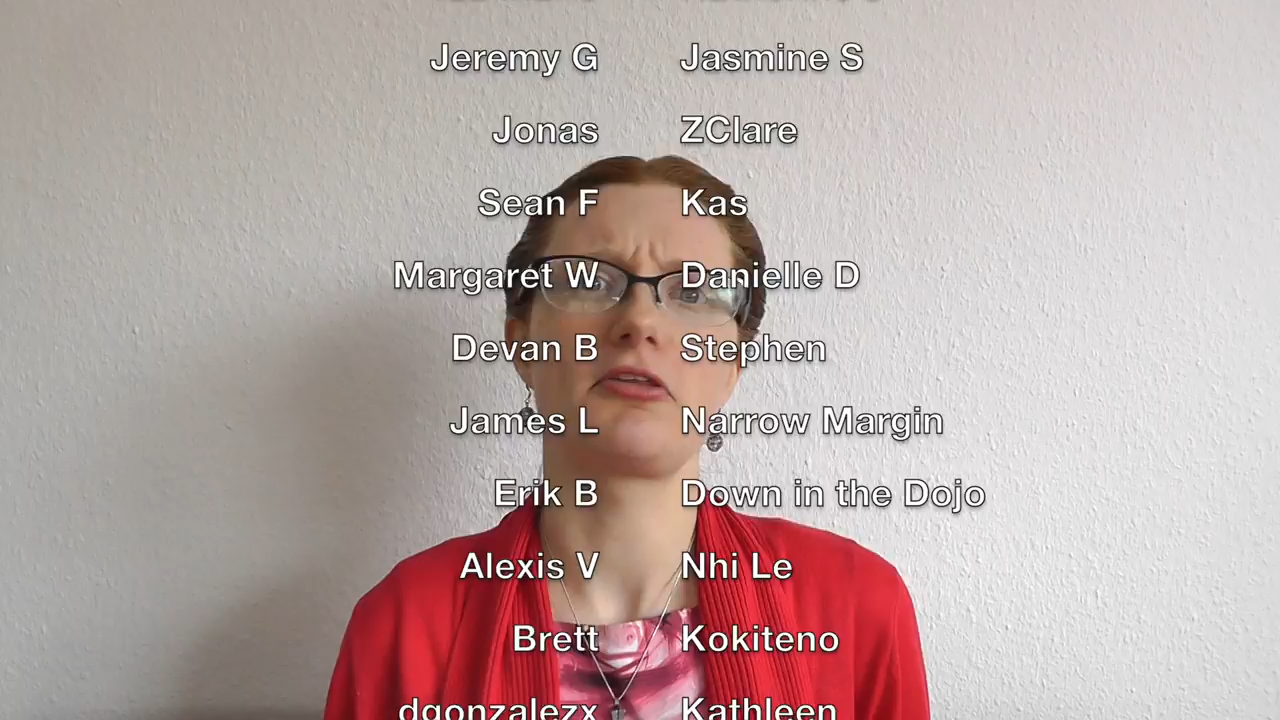 Jeremy G Jasmine S
Jonas ZClare
Sean F Kas
Margaret W Danielle D
Devan B Stephen
James L Narrow Margin
Erik B Down in the Dojo
Alexis V Nhi Le
Brett Kokiteno
dgonzalezx Kathleen